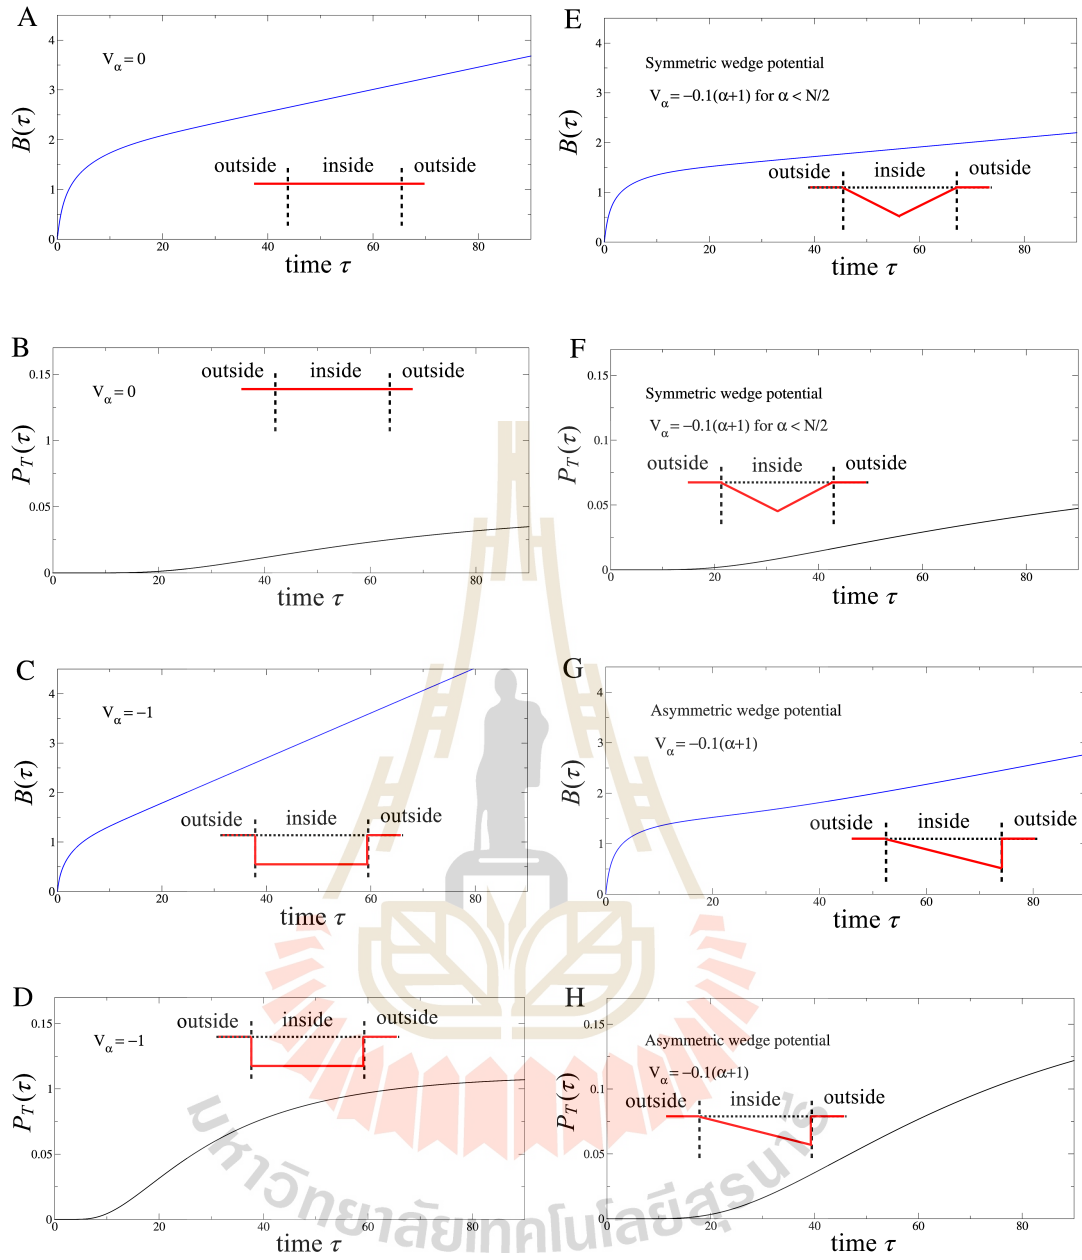 A
4
3
2
1
0
B(τ)
V_α = 0
outside inside outside
0 20 40 60 80
time τ
E
4
3
2
1
0
B(τ)
Symmetric wedge potential
V_α = −0.1(α+1) for α < N/2
outside inside outside
0 20 40 60 80
time τ
B
0.15
1
0.05
0
P_T(τ)
V_α = 0
outside inside outside
0 20 40 60 80
time τ
F
0.15
0.1
0.05
0
P_T(τ)
Symmetric wedge potential
V_α = −0.1(α+1) for α < N/2
outside inside outside
0 20 40 60 80
time τ
C
4
3
2
1
0
B(τ)
V_α = −1
outside inside outside
0 20 40 60 80
time τ
G
4
3
2
1
0
B(τ)
Asymmetric wedge potential
V_α = −0.1(α+1)
outside inside outside
0 20 40 60 80
time τ
D
0.15
1
0.05
0
P_T(τ)
V_α = −1
outside inside outside
0 20 40 60 80
time τ
H
0.15
0.1
0.05
0
P_T(τ)
Asymmetric wedge potential
V_α = −0.1(α+1)
outside inside outside
0 20 40 60 80
time τ
มหาวิทยาลัยเทคโนโลยีสุรนารี